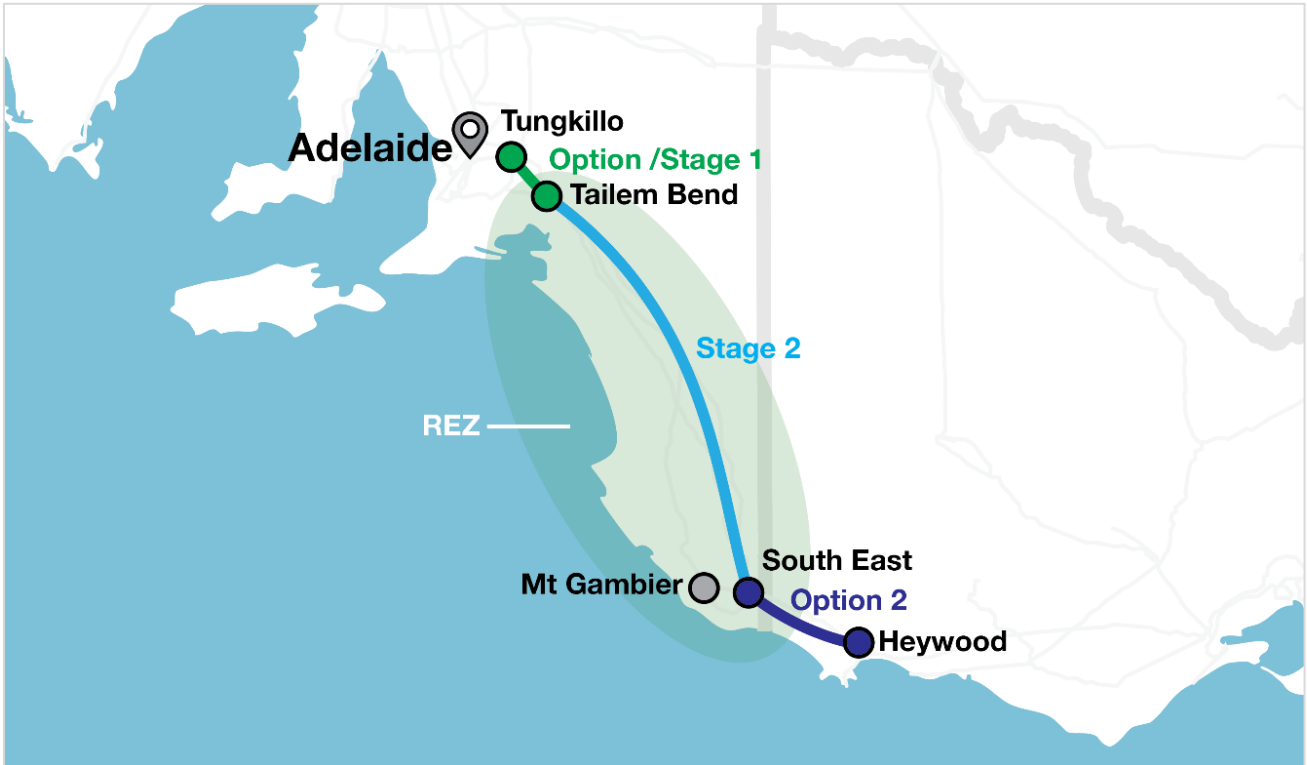 Tungkillo
Adelaide
Option /Stage 1
Tailem Bend
Stage 2
REZ
South East
Mt Gambier
Option 2
Heywood